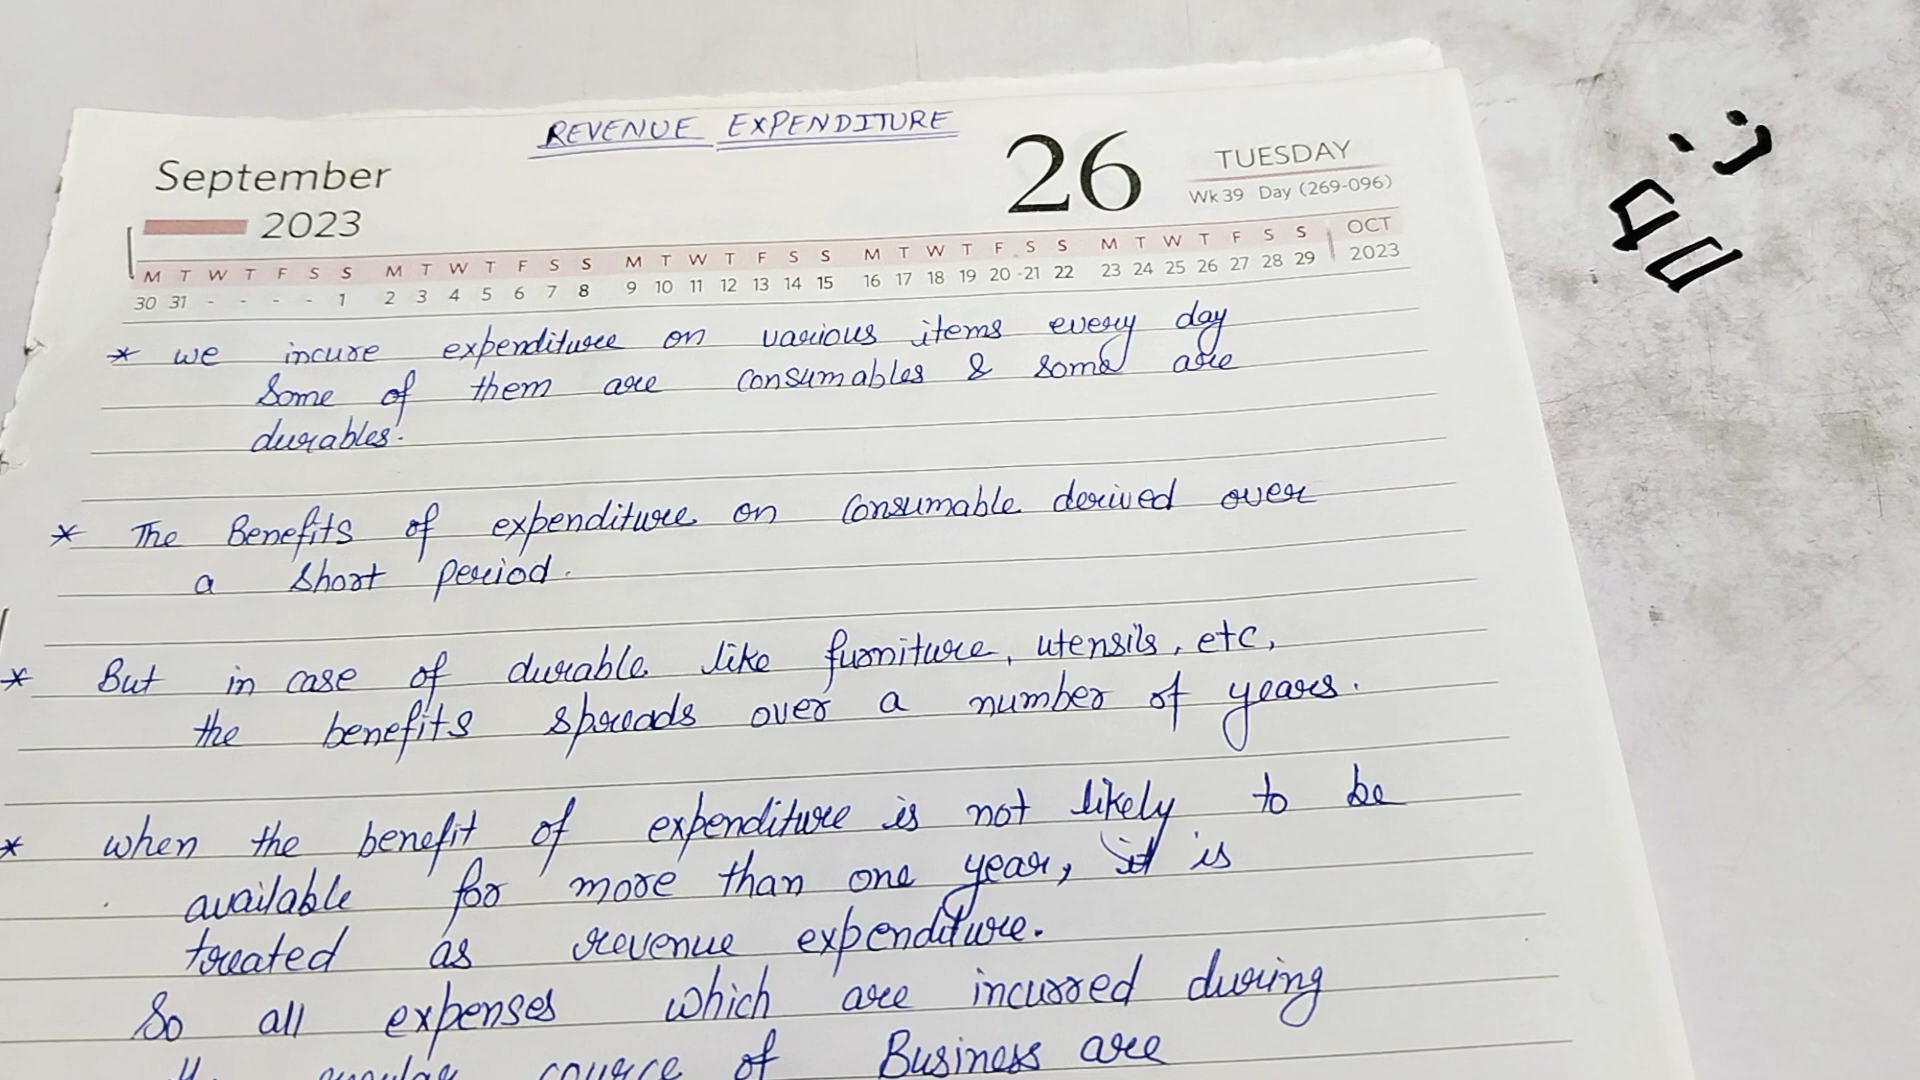 REVENUE EXPENDITURE
September
2023
26
TUESDAY
Wk 39 Day (269-096)
M T W T F S S M T W T F S S M T W T F S S M T W T F S S M T W T F S S OCT
30 31 - - - - 1 2 3 4 5 6 7 8 9 10 11 12 13 14 15 16 17 18 19 20 21 22 23 24 25 26 27 28 29 2023
* we incure expenditure on various items every day
Some of them are consumables & some are
durables.
* The Benefits of expenditure on Consumable derived over
a short period.
* But in case of durable like furniture, utensils, etc,
the benefits spreads over a number of years.
* when the benefit of expenditure is not likely to be
available for more than one year, it is
treated as revenue expenditure.
So all expenses which are incurred during
course of Business are